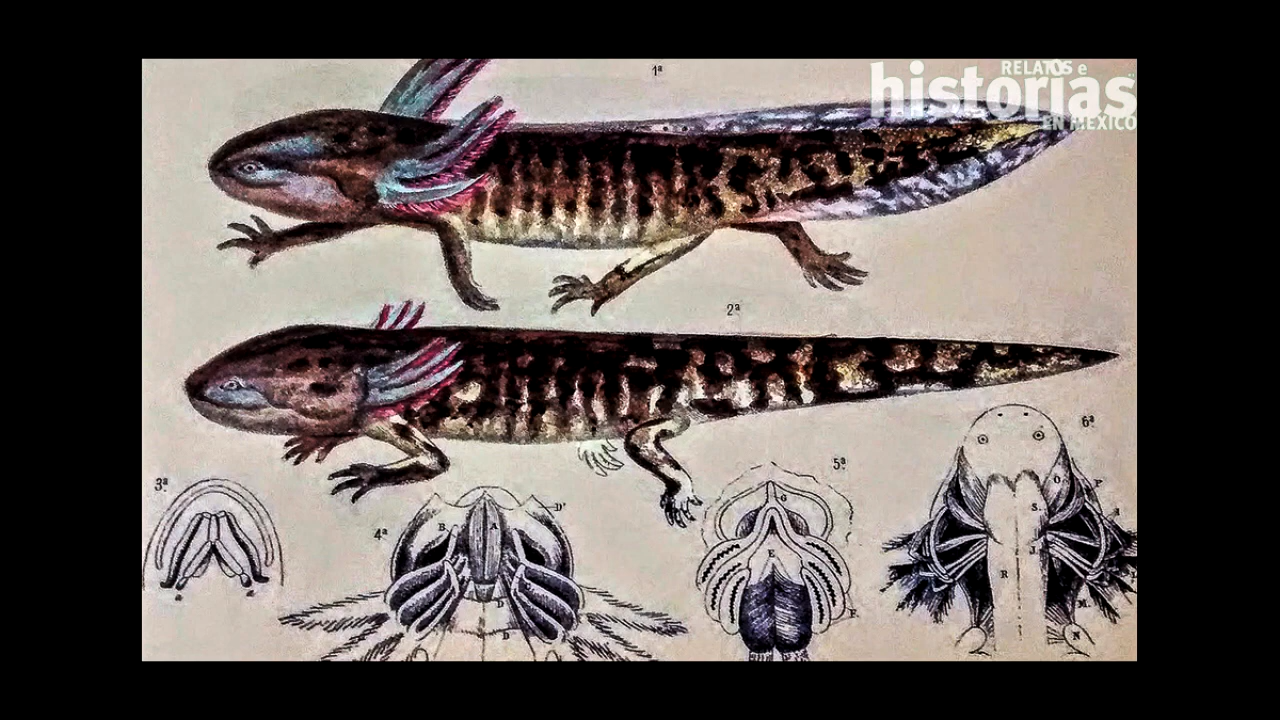 1ª
RELATOS e
historias
EN MÉXICO
2ª
6ª
5ª
3ª
4ª
D'
B
A
G
O
P
S.
J
E
R
M.
D
N